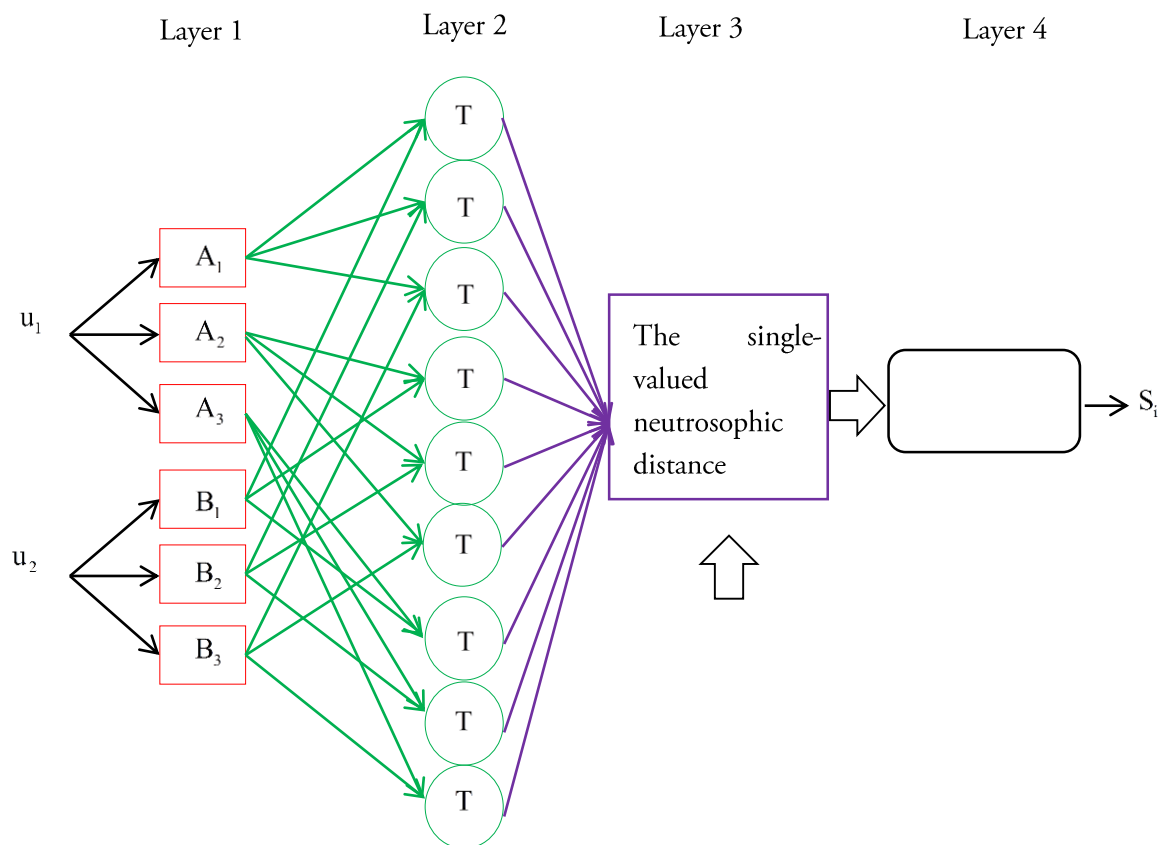 Layer 1
Layer 2
Layer 3
Layer 4
u₁
A₁
A₂
A₃
u₂
B₁
B₂
B₃
T
T
T
T
T
T
T
T
T
The single-
valued
neutrosophic
distance
Sᵢ